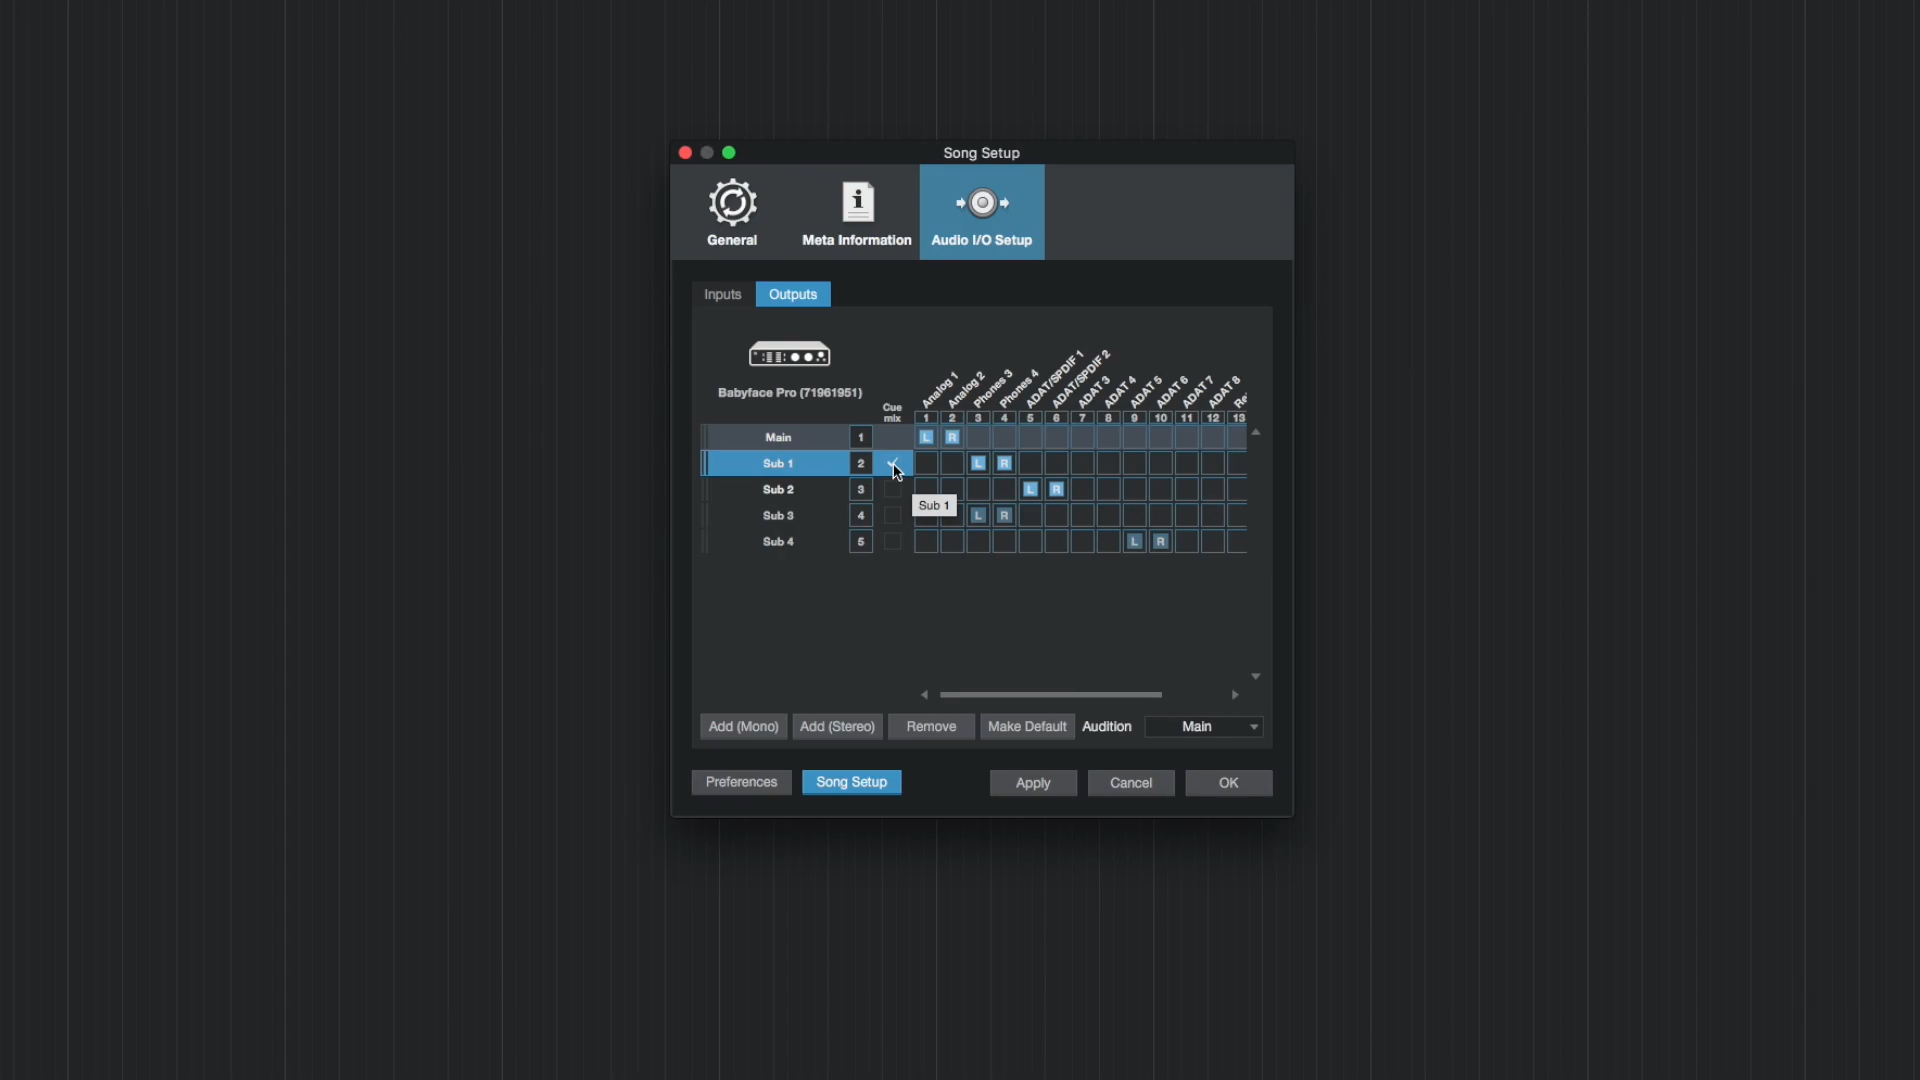 Song Setup
General
Meta Information
Audio I/O Setup
Inputs
Outputs
Babyface Pro (71961951)
Cue
mix
Analog 1
Analog 2
Phones 3
Phones 4
ADAT/SPDIF 1
ADAT/SPDIF 2
ADAT 3
ADAT 4
ADAT 5
ADAT 6
ADAT 7
ADAT 8
1 2 3 4 5 6 7 8 9 10 11 12 13
Main 1 L R
Sub 1 2 L R
Sub 2 3 L R
Sub 1
Sub 3 4 L R
Sub 4 5 L R
Add (Mono) Add (Stereo) Remove Make Default Audition Main
Preferences Song Setup Apply Cancel OK